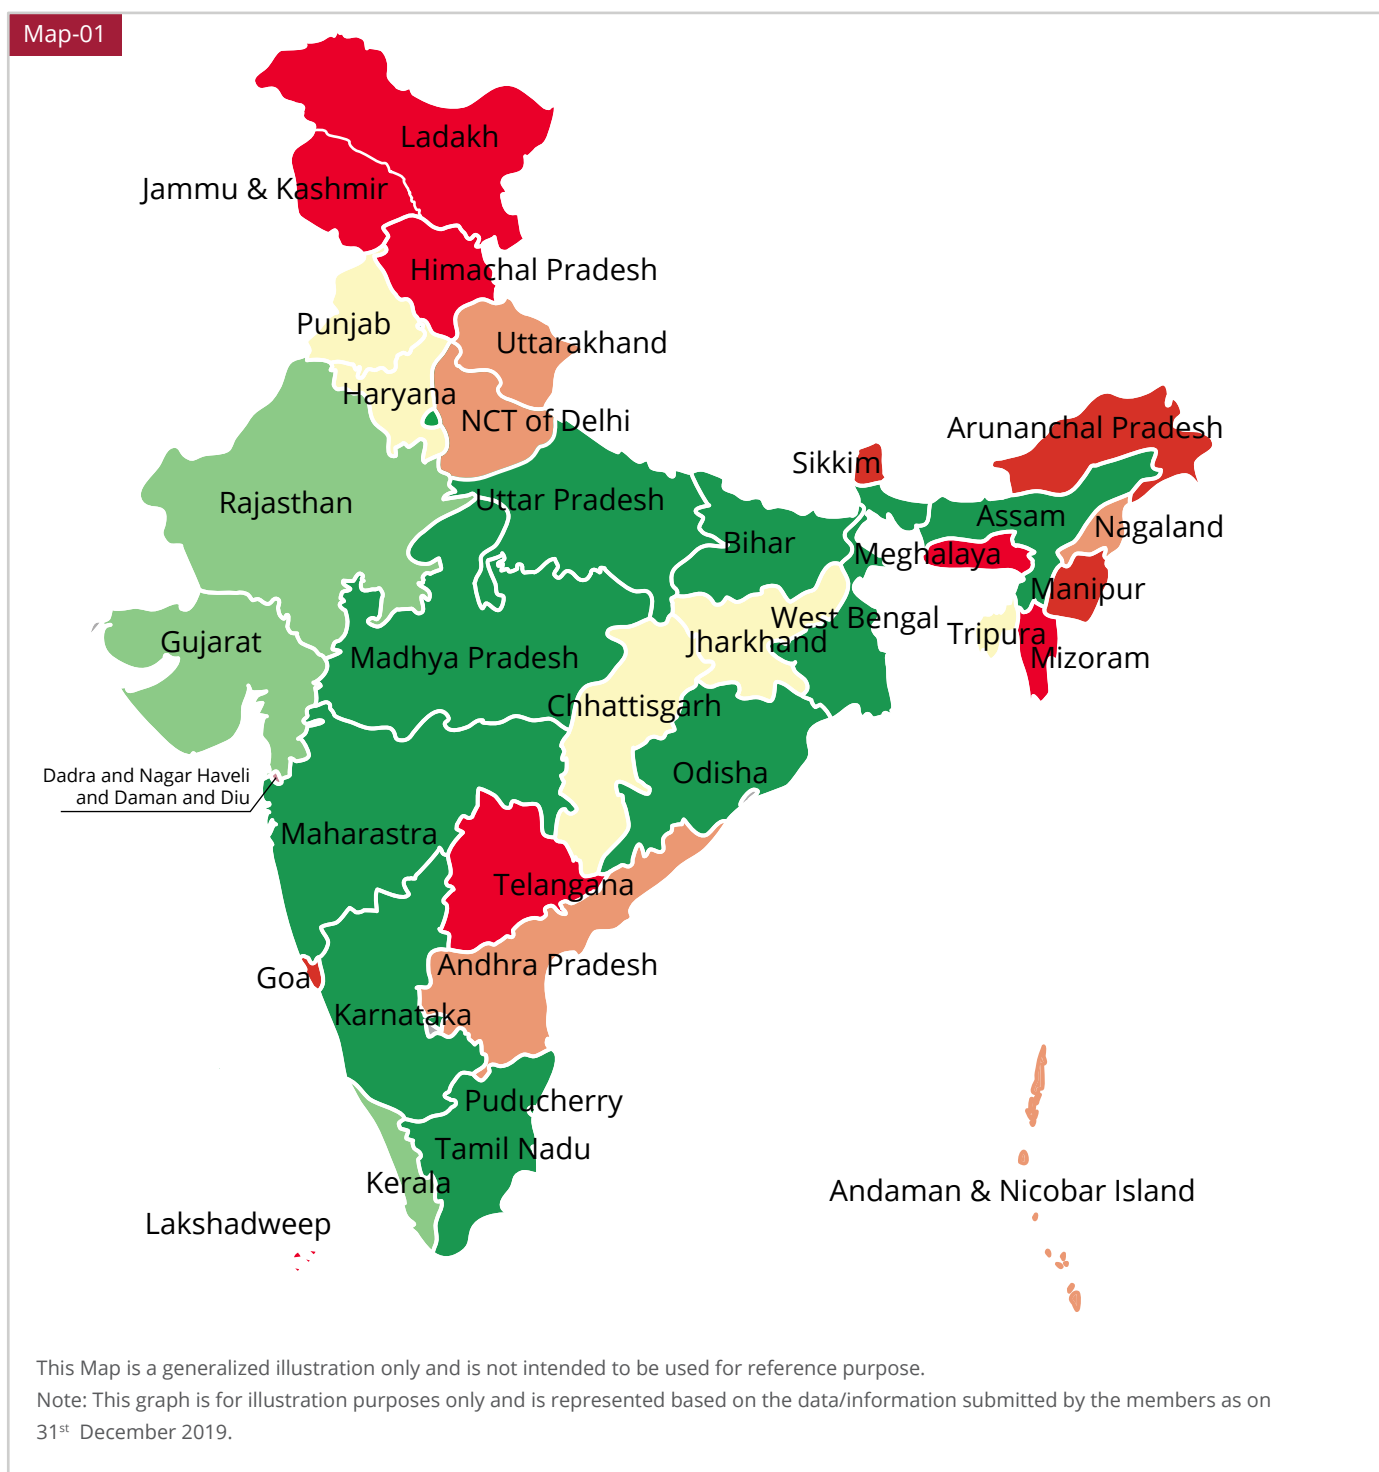 Map-01
Ladakh
Jammu & Kashmir
Himachal Pradesh
Punjab
Uttarakhand
Haryana
NCT of Delhi
Arunanchal Pradesh
Sikkim
Rajasthan
Uttar Pradesh
Assam
Nagaland
Bihar
Meghalaya
Manipur
West Bengal
Gujarat
Jharkhand
Tripura
Madhya Pradesh
Mizoram
Chhattisgarh
Dadra and Nagar Haveli
and Daman and Diu
Odisha
Maharastra
Telangana
Andhra Pradesh
Goa
Karnataka
Puducherry
Tamil Nadu
Kerala
Andaman & Nicobar Island
Lakshadweep
This Map is a generalized illustration only and is not intended to be used for reference purpose.
Note: This graph is for illustration purposes only and is represented based on the data/information submitted by the members as on
31st December 2019.